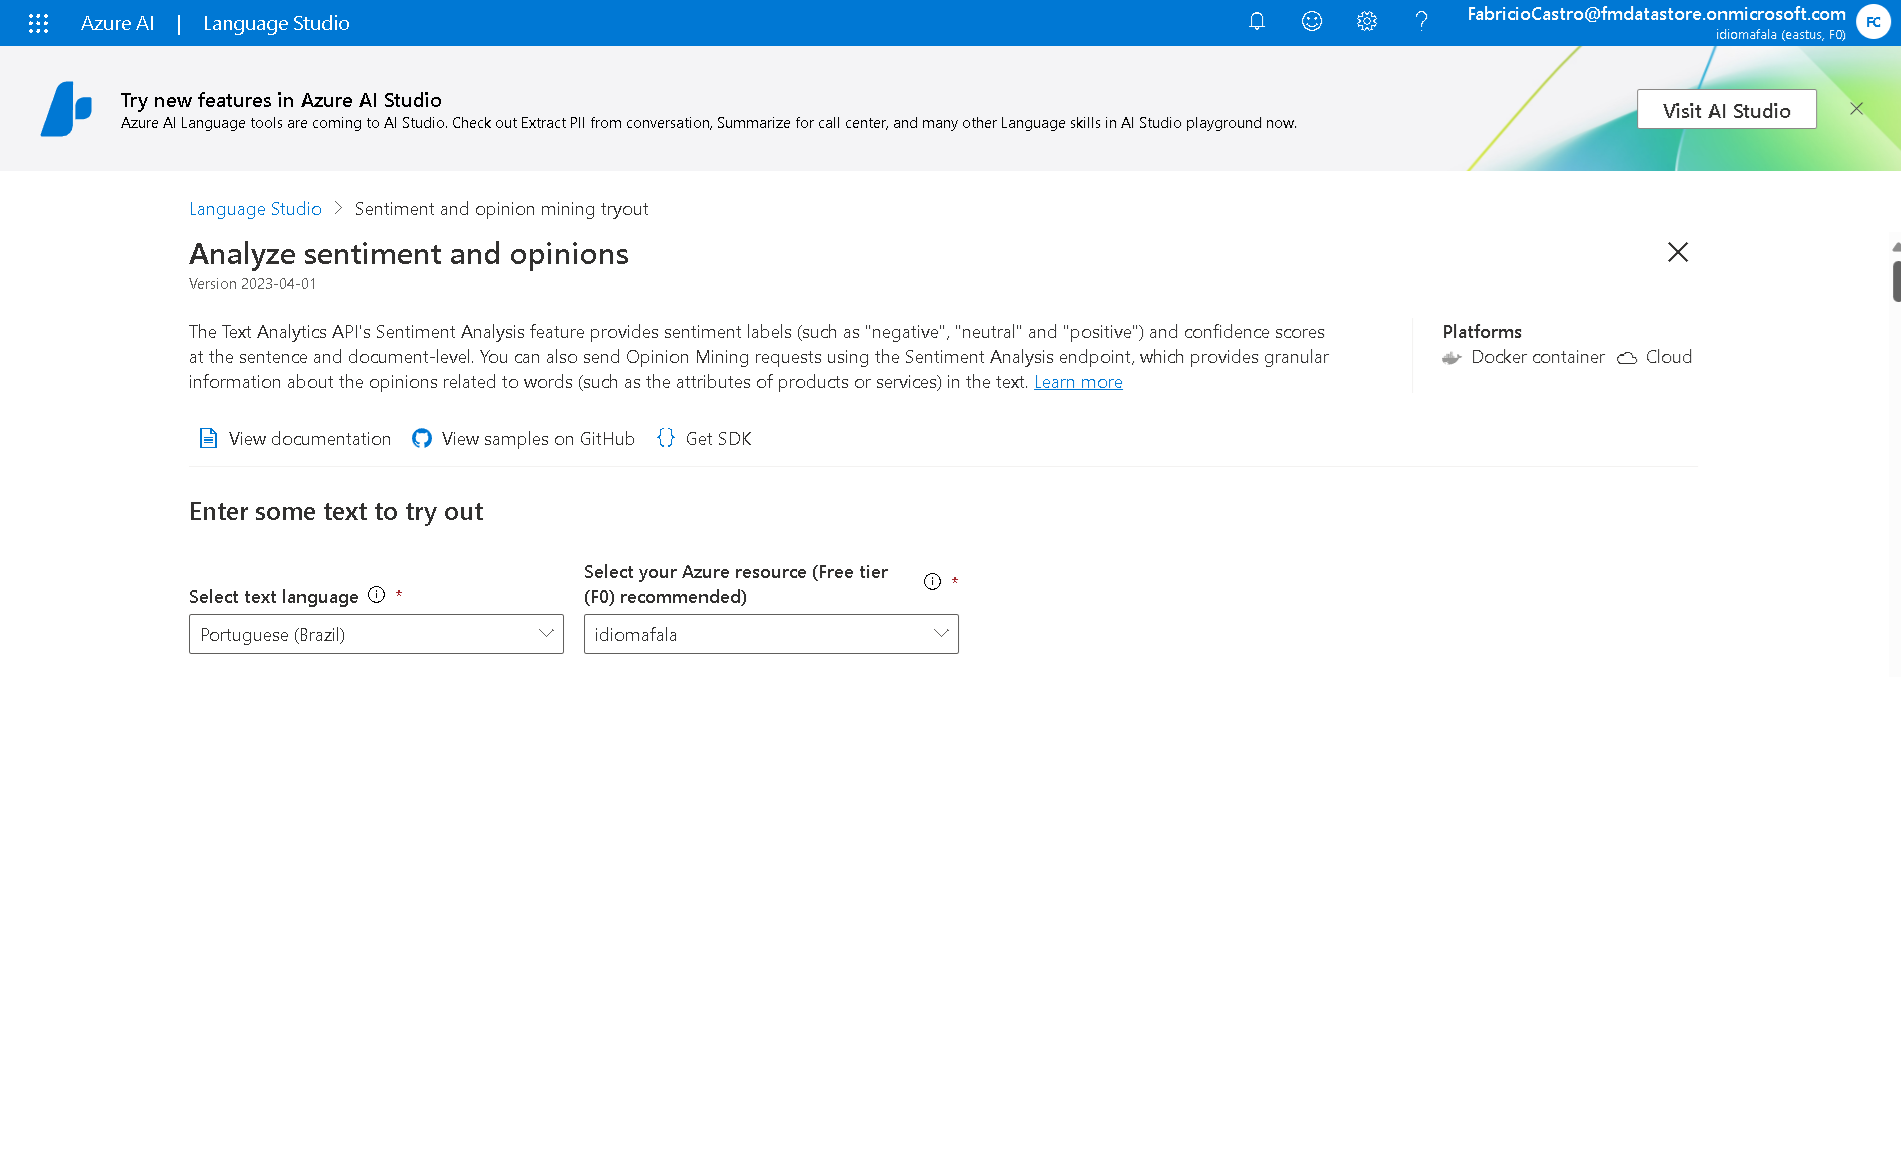 Azure AI | Language Studio
FabricioCastro@fmdatastore.onmicrosoft.com
idiomafala (eastus, F0)
FC
Try new features in Azure AI Studio
Azure AI Language tools are coming to AI Studio. Check out Extract PII from conversation, Summarize for call center, and many other Language skills in AI Studio playground now.
Visit AI Studio
Language Studio > Sentiment and opinion mining tryout
Analyze sentiment and opinions
Version 2023-04-01
The Text Analytics API's Sentiment Analysis feature provides sentiment labels (such as "negative", "neutral" and "positive") and confidence scores
at the sentence and document-level. You can also send Opinion Mining requests using the Sentiment Analysis endpoint, which provides granular
information about the opinions related to words (such as the attributes of products or services) in the text. Learn more
Platforms
Docker container Cloud
View documentation View samples on GitHub {} Get SDK
Enter some text to try out
Select text language *
Portuguese (Brazil)
Select your Azure resource (Free tier
(F0) recommended) *
idiomafala